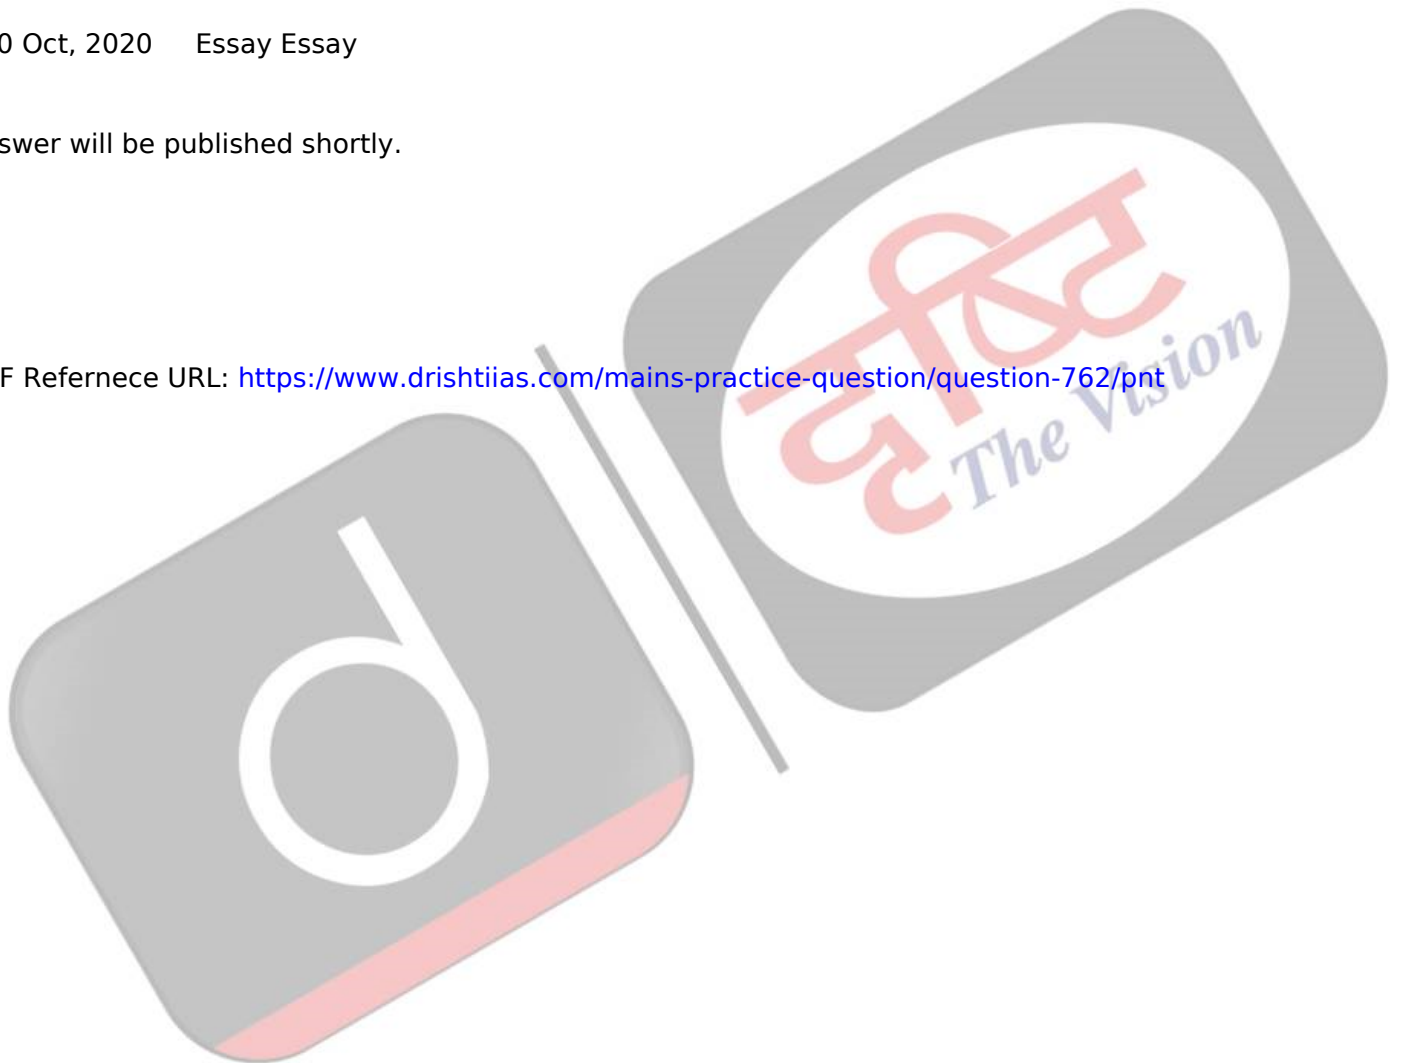 0 Oct, 2020 Essay Essay
swer will be published shortly.
F Refernece URL: https://www.drishtiias.com/mains-practice-question/question-762/pnt
दृष्टि
The Vision
d